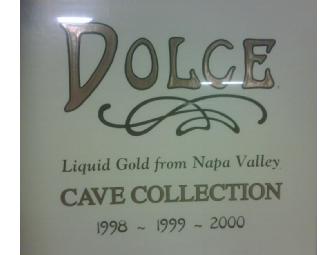 DOLCE
Liquid Gold from Napa Valley
CAVE COLLECTION
1998 ~ 1999 ~ 2000